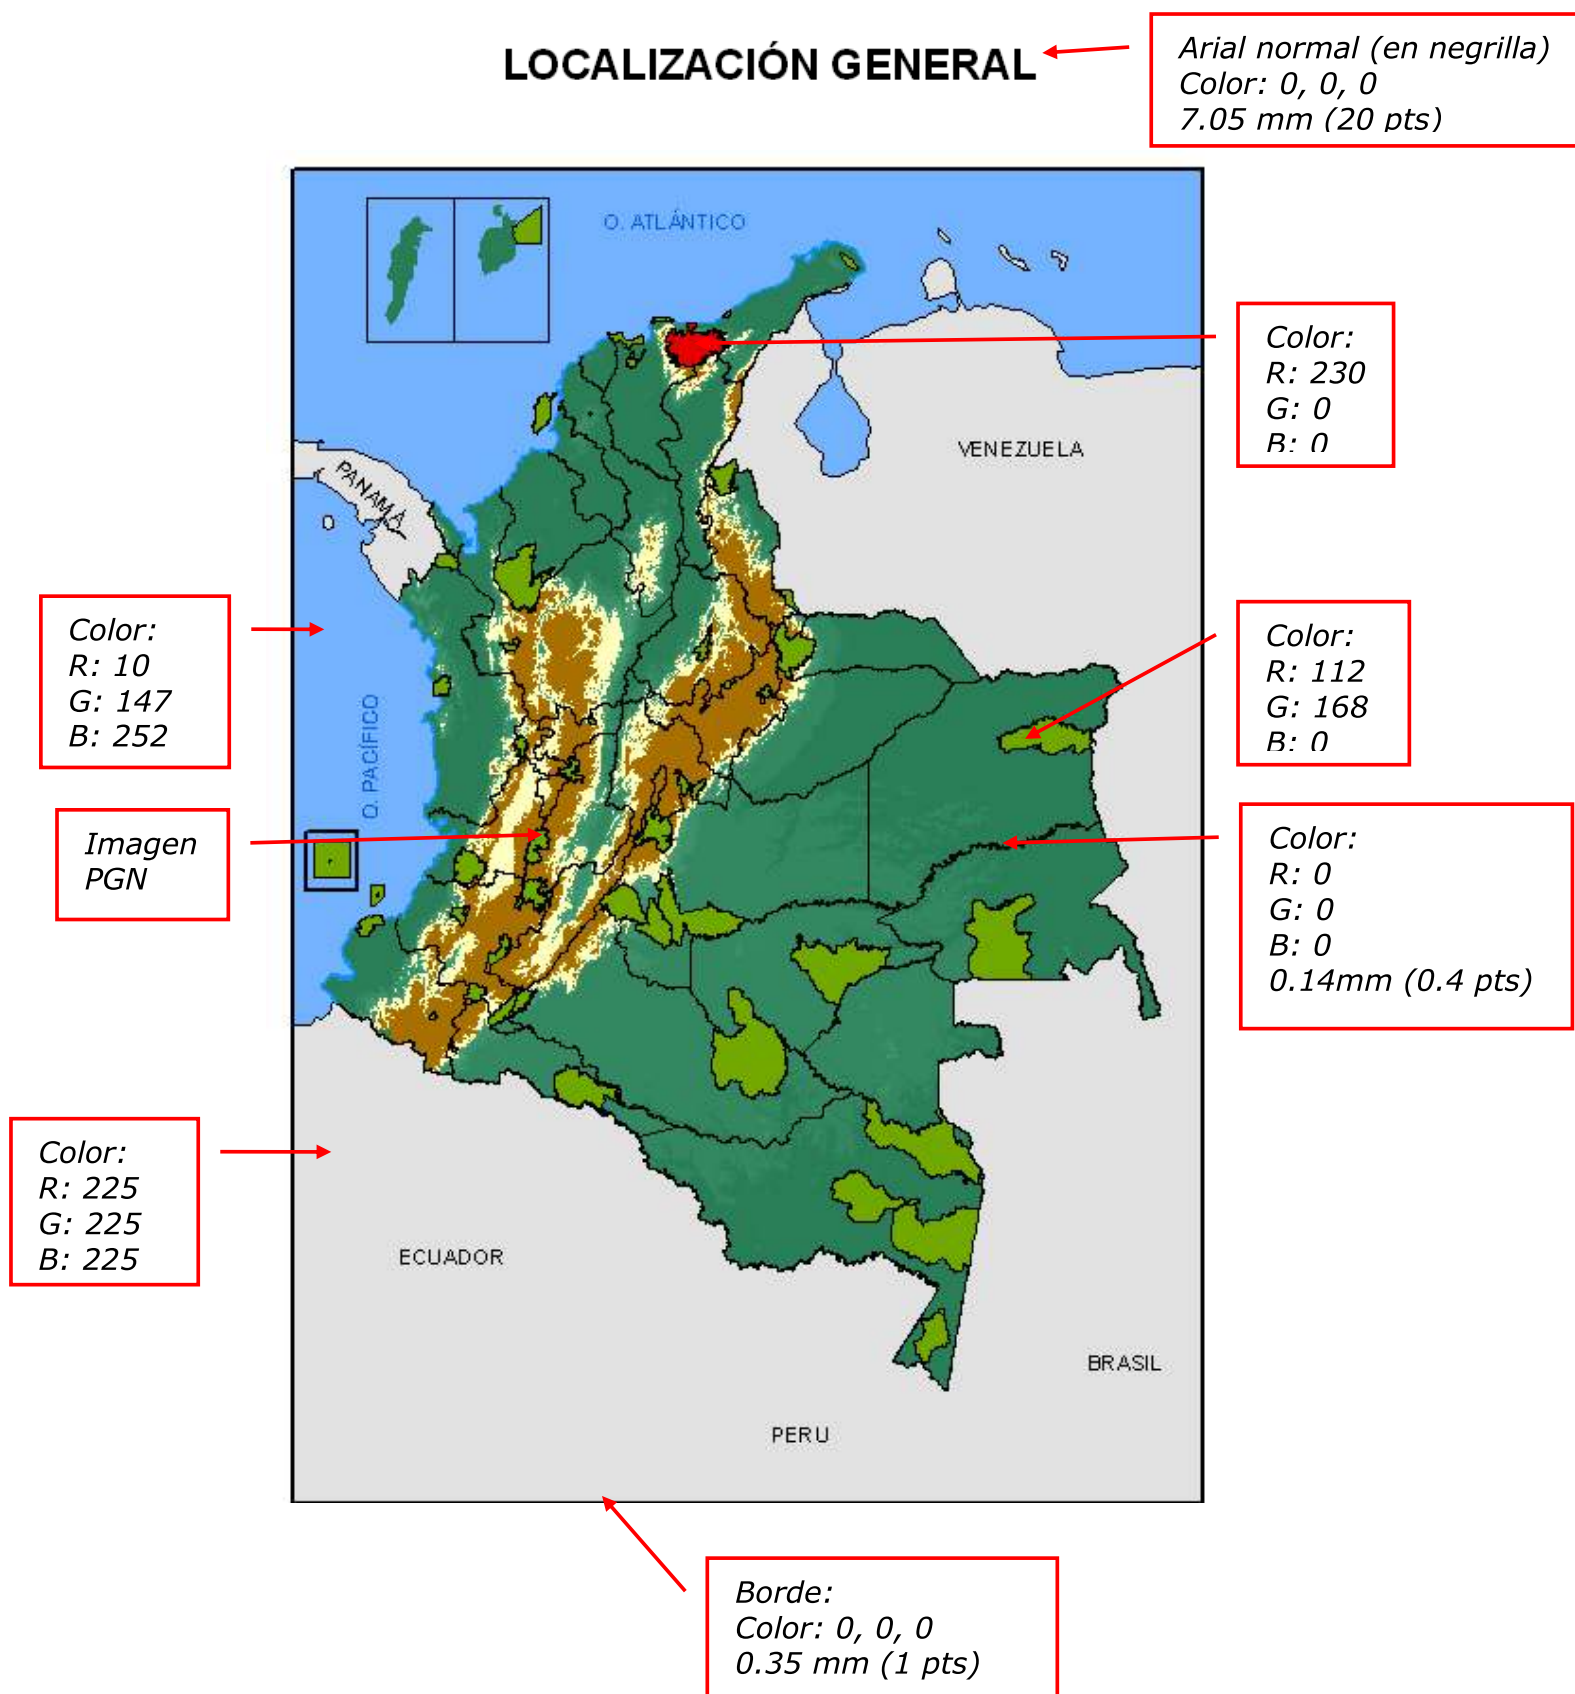 LOCALIZACIÓN GENERAL
Arial normal (en negrilla)
Color: 0, 0, 0
7.05 mm (20 pts)
O. ATLÁNTICO
Color:
R: 230
G: 0
B: 0
VENEZUELA
PANAMÁ
Color:
R: 10
G: 147
B: 252
Color:
R: 112
G: 168
B: 0
O. PACÍFICO
Imagen
PGN
Color:
R: 0
G: 0
B: 0
0.14mm (0.4 pts)
Color:
R: 225
G: 225
B: 225
ECUADOR
BRASIL
PERU
Borde:
Color: 0, 0, 0
0.35 mm (1 pts)